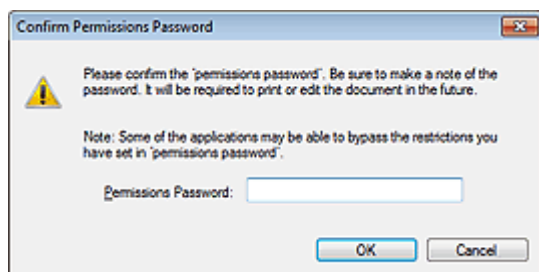 Confirm Permissions Password
Please confirm the "permissions password". Be sure to make a note of the
password. It will be required to print or edit the document in the future.
Note: Some of the applications may be able to bypass the restrictions you
have set in "permissions password".
Permissions Password:
OK Cancel